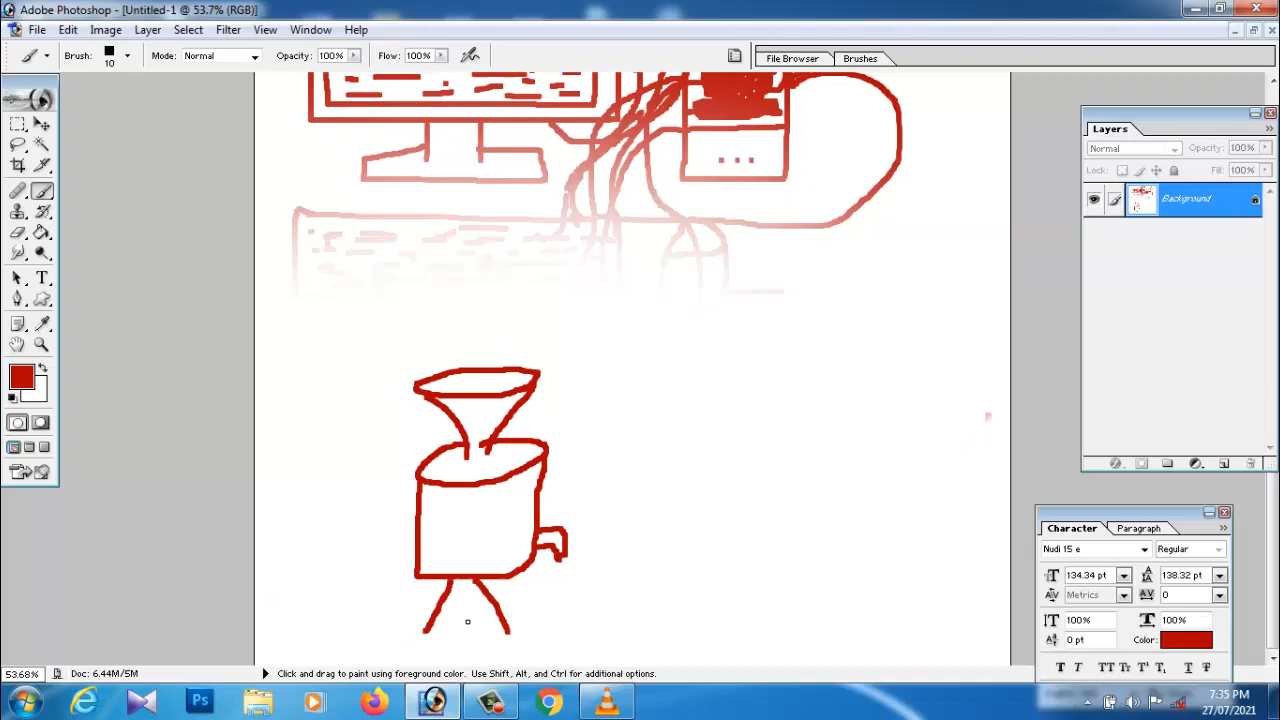 Adobe Photoshop - [Untitled-1 @ 53.7% (RGB)]
File Edit Image Layer Select Filter View Window Help
Brush: 10 Mode: Normal Opacity: 100% Flow: 100% File Browser Brushes
Layers
Normal Opacity: 100%
Lock: Fill: 100%
Background
Character Paragraph
Nudi 15 e Regular
134.34 pt 138.32 pt
Metrics 0
100% 100%
0 pt Color:
53.68% Doc: 6.44M/5M Click and drag to paint using foreground color. Use Shift, Alt, and Ctrl for additional options.
Ps
7:35 PM
27/07/2021